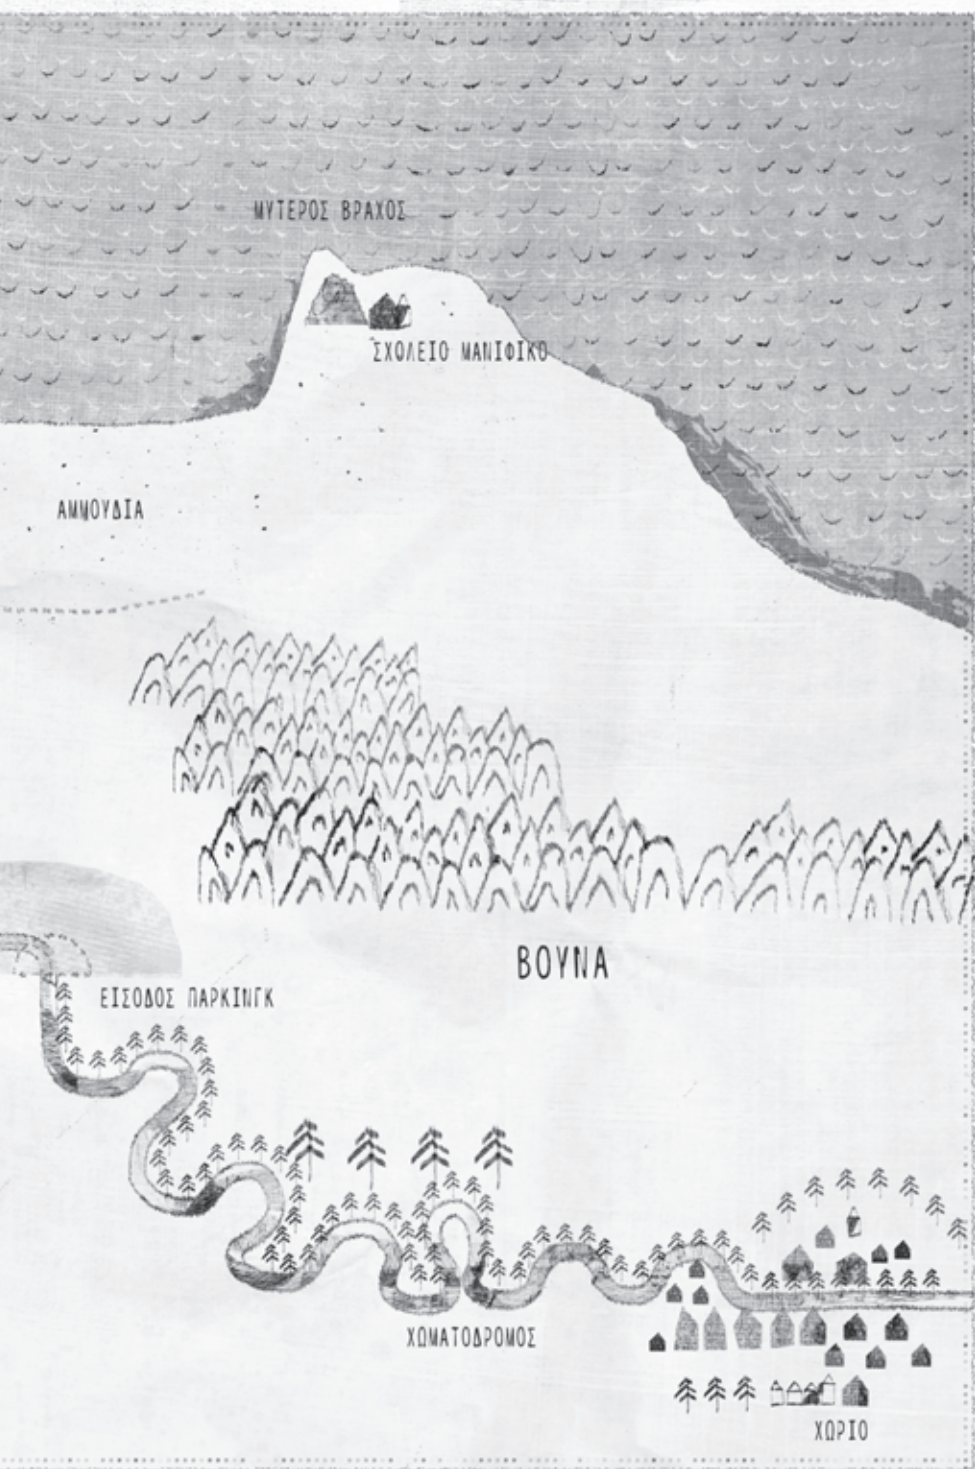 ΜΥΤΕΡΟΣ ΒΡΑΧΟΣ
ΣΧΟΛΕΙΟ ΜΑΝΙΦΙΚΟ
ΑΜΜΟΥΔΙΑ
ΒΟΥΝΑ
ΕΙΣΟΔΟΣ ΠΑΡΚΙΝΓΚ
ΧΩΜΑΤΟΔΡΟΜΟΣ
ΧΩΡΙΟ